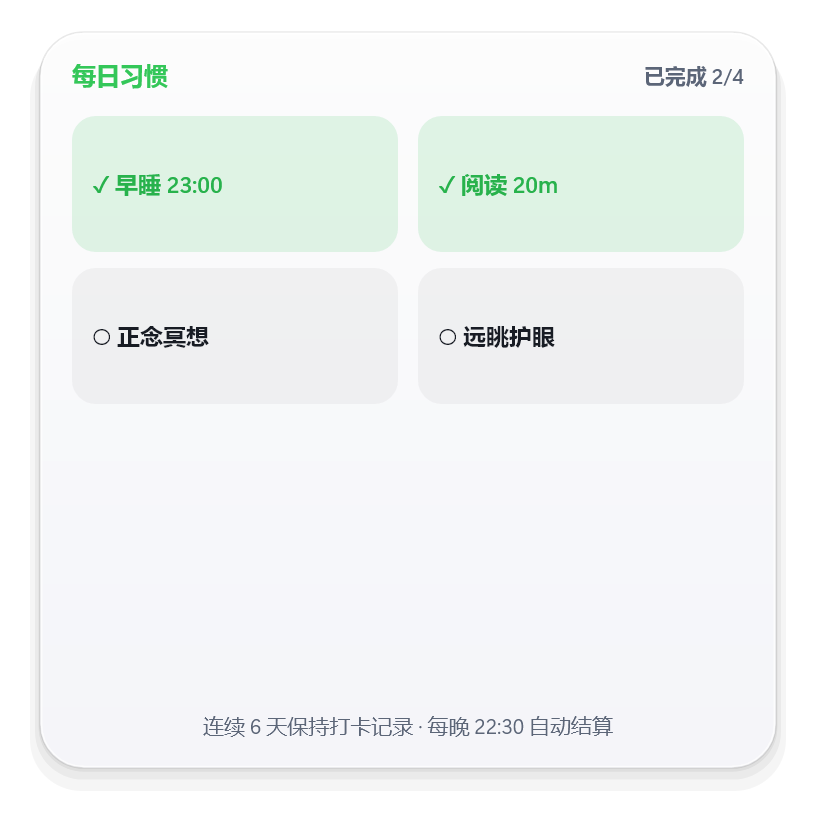 每日习惯
已完成 2/4
✓ 早睡 23:00
✓ 阅读 20m
○ 正念冥想
○ 远眺护眼
连续 6 天保持打卡记录 · 每晚 22:30 自动结算